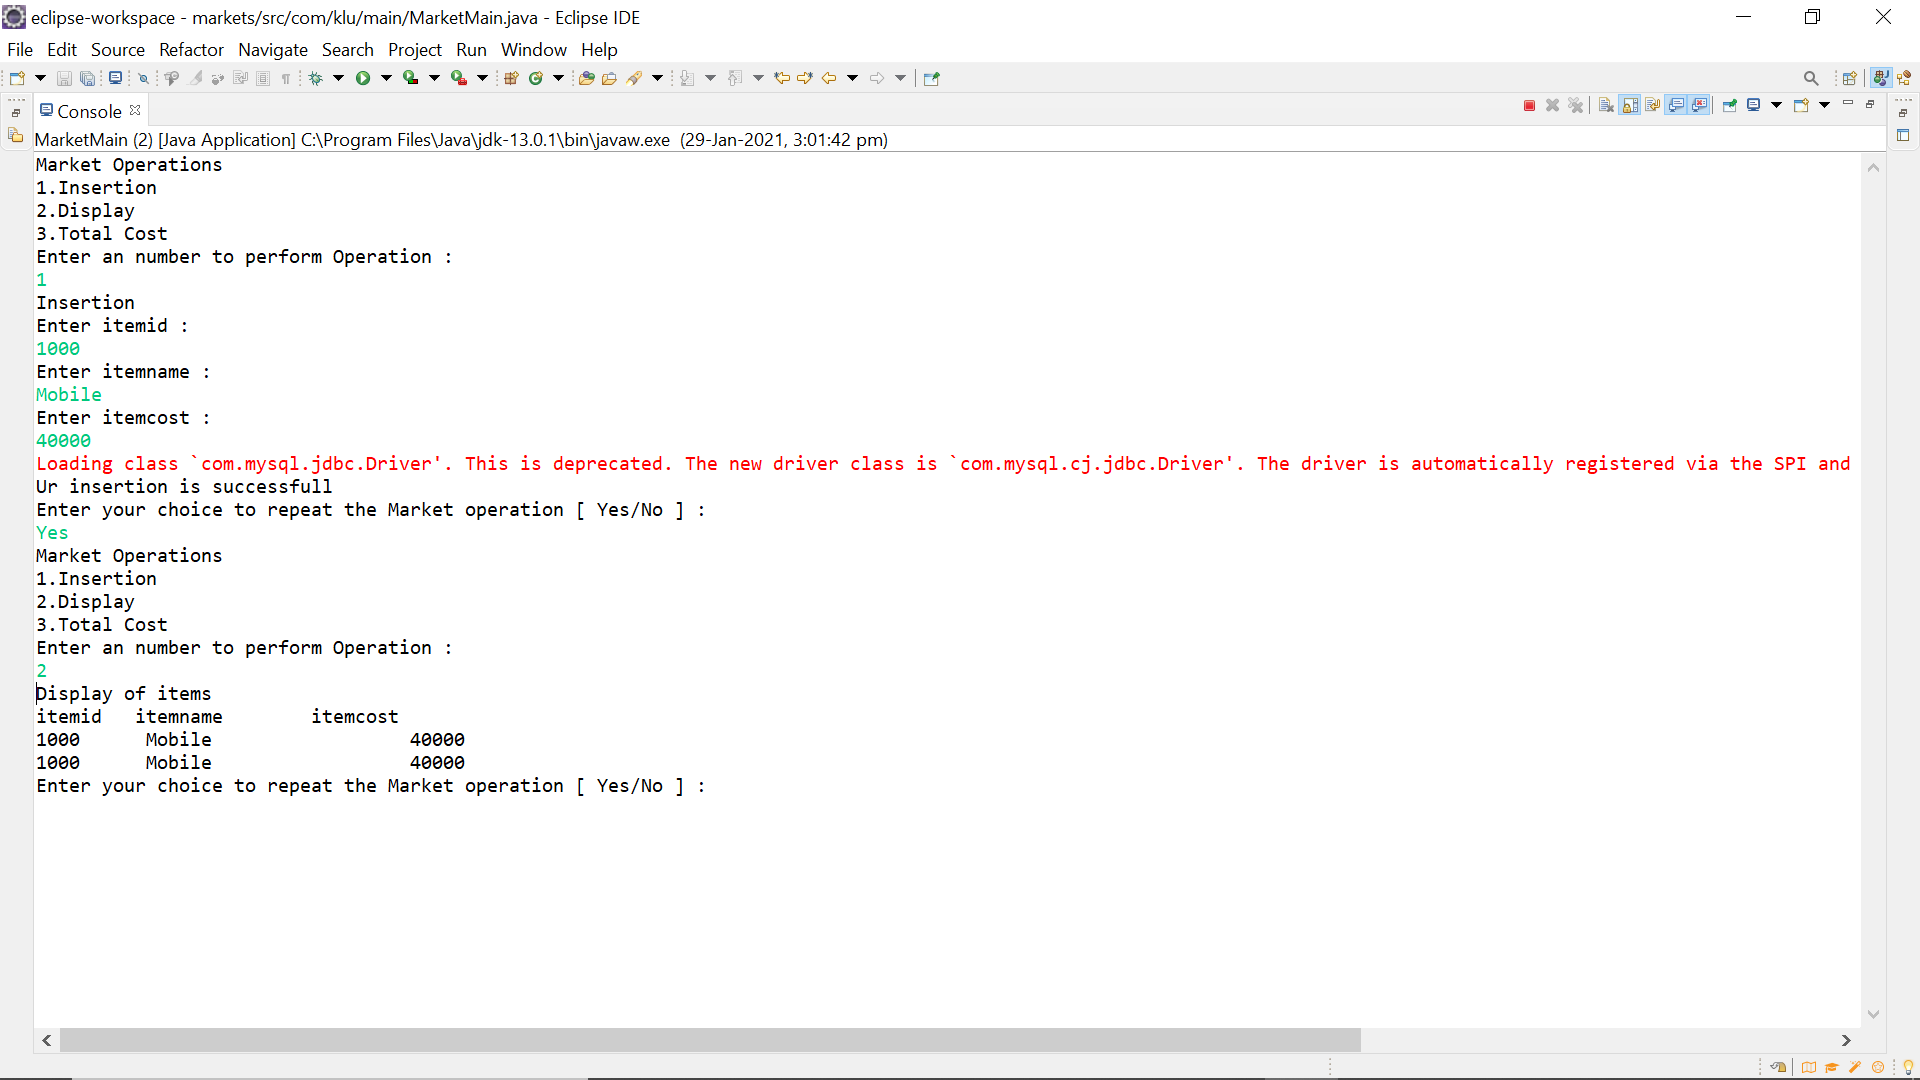 eclipse-workspace - markets/src/com/klu/main/MarketMain.java - Eclipse IDE
File Edit Source Refactor Navigate Search Project Run Window Help
Console
MarketMain (2) [Java Application] C:\Program Files\Java\jdk-13.0.1\bin\javaw.exe (29-Jan-2021, 3:01:42 pm)
Market Operations
1.Insertion
2.Display
3.Total Cost
Enter an number to perform Operation :
1
Insertion
Enter itemid :
1000
Enter itemname :
Mobile
Enter itemcost :
40000
Loading class `com.mysql.jdbc.Driver'. This is deprecated. The new driver class is `com.mysql.cj.jdbc.Driver'. The driver is automatically registered via the SPI and
Ur insertion is successfull
Enter your choice to repeat the Market operation [ Yes/No ] :
Yes
Market Operations
1.Insertion
2.Display
3.Total Cost
Enter an number to perform Operation :
2
Display of items
itemid itemname itemcost
1000 Mobile 40000
1000 Mobile 40000
Enter your choice to repeat the Market operation [ Yes/No ] :